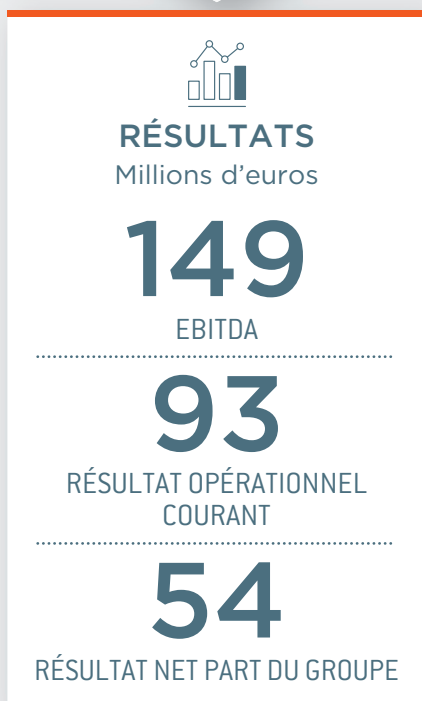 RÉSULTATS
Millions d’euros
149
EBITDA
93
RÉSULTAT OPÉRATIONNEL
COURANT
54
RÉSULTAT NET PART DU GROUPE